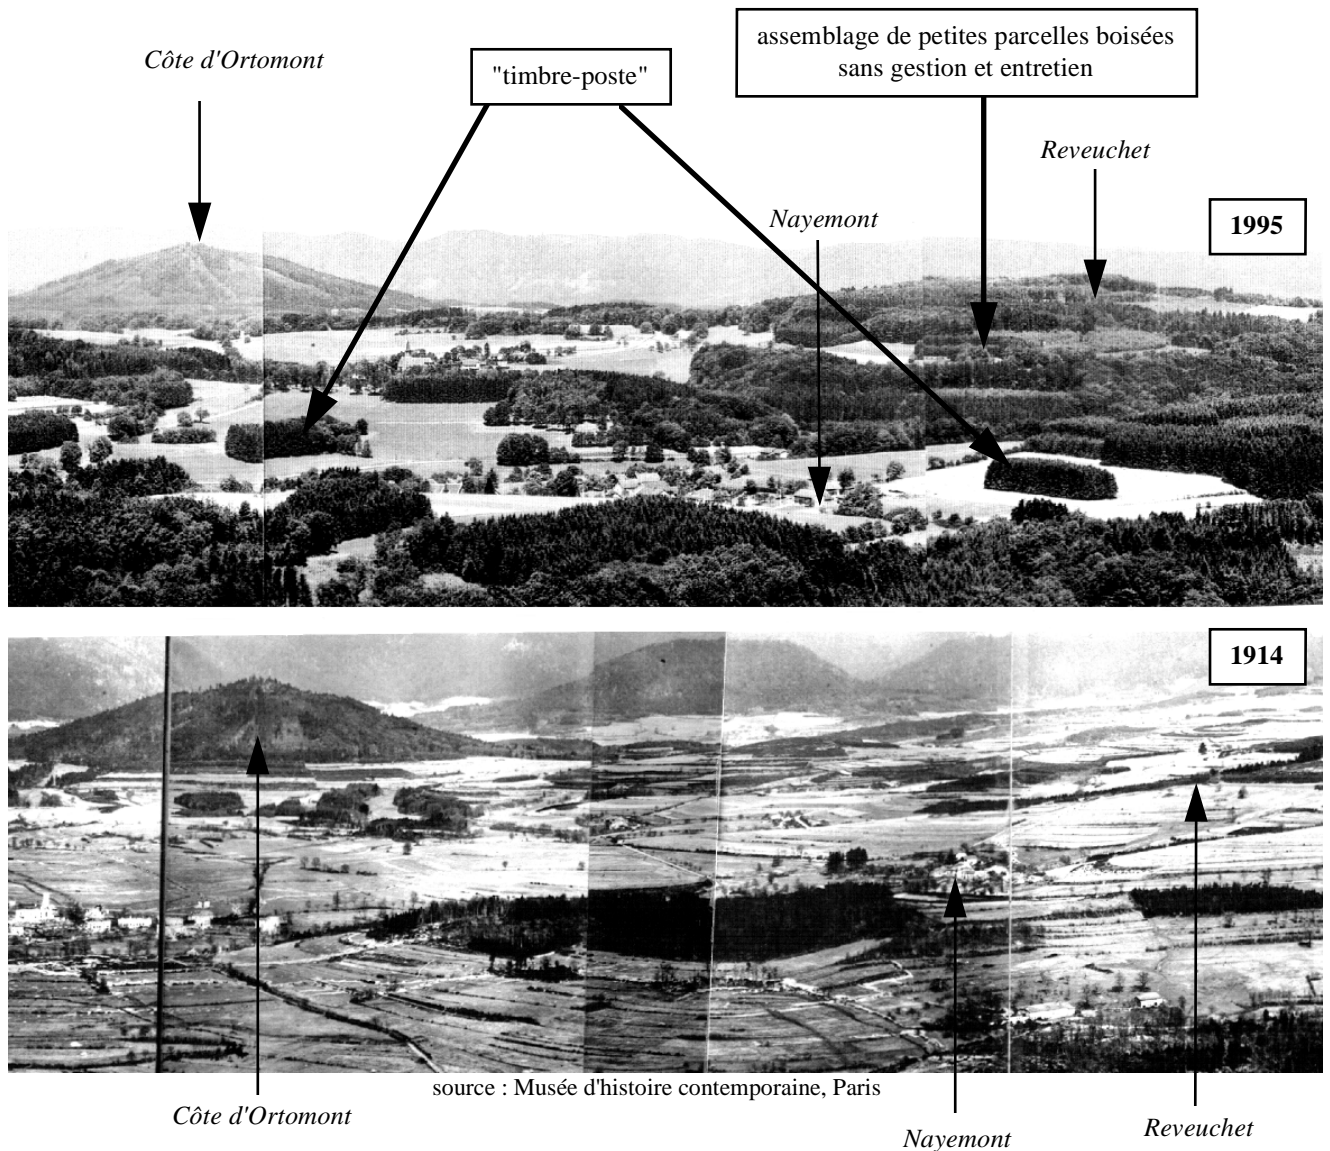 Côte d'Ortomont
"timbre-poste"
assemblage de petites parcelles boisées
sans gestion et entretien
Reveuchet
Nayemont
1995
1914
source : Musée d'histoire contemporaine, Paris
Côte d'Ortomont
Nayemont
Reveuchet